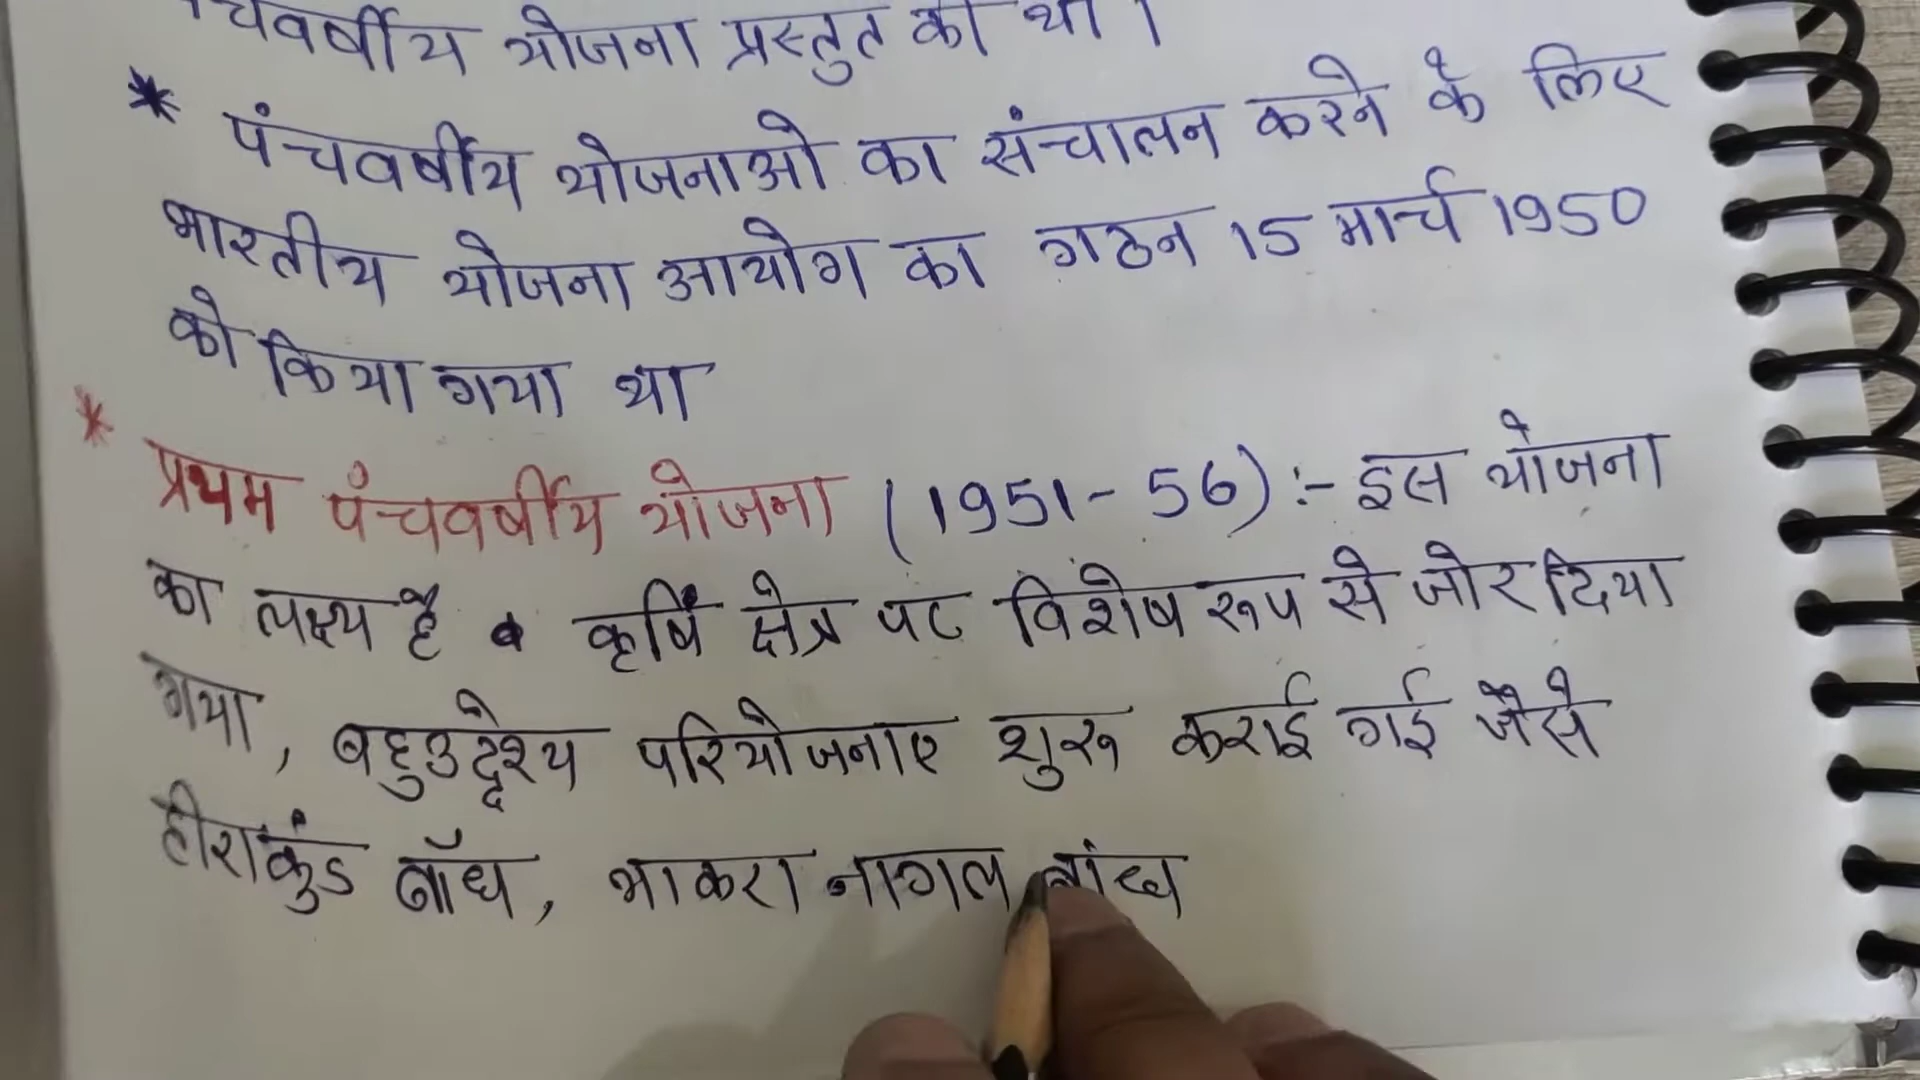 पंचवर्षीय योजना प्रस्तुत की थी।
* पंचवर्षीय योजनाओ का संचालन करने के लिए
भारतीय योजना आयोग का गठन 15 मार्च 1950
को किया गया था
* प्रथम पंचवर्षीय योजना (1951-56):- इस योजना
का लक्ष्य है कृषि क्षेत्र पर विशेष रूप से जोर दिया
गया, बहुउद्देश्य परियोजनाए शुरू कराई गई जैसे
हीराकुंड बाँध, भाकरा नागल बांध